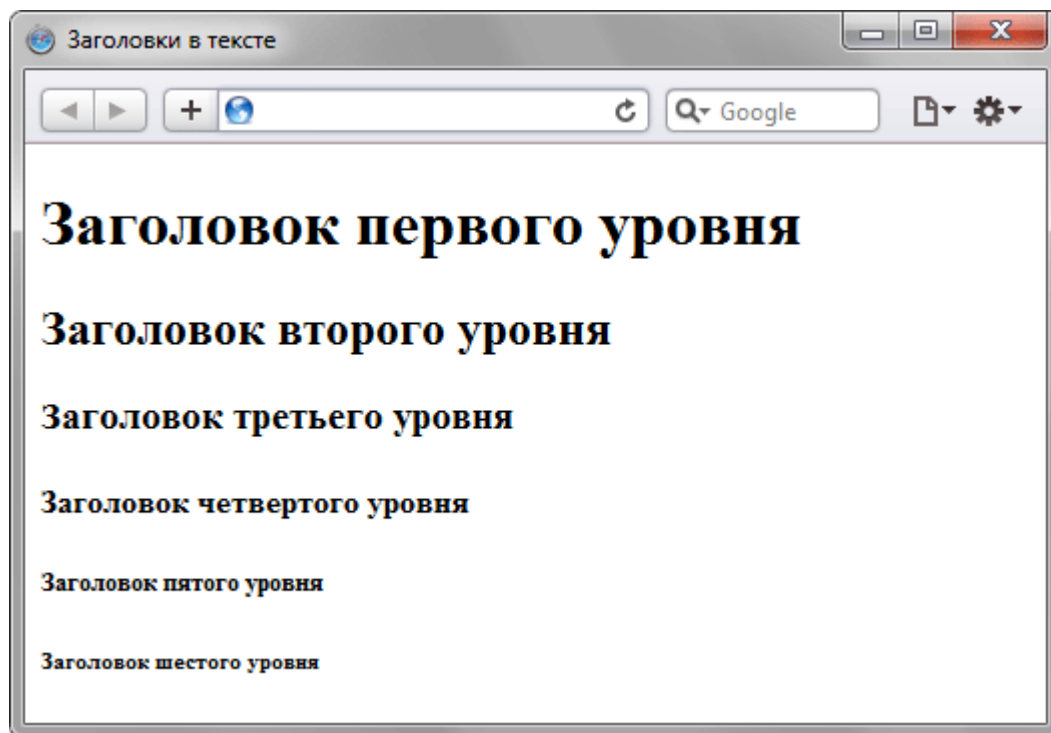 Заголовки в тексте
Google
Заголовок первого уровня
Заголовок второго уровня
Заголовок третьего уровня
Заголовок четвертого уровня
Заголовок пятого уровня
Заголовок шестого уровня